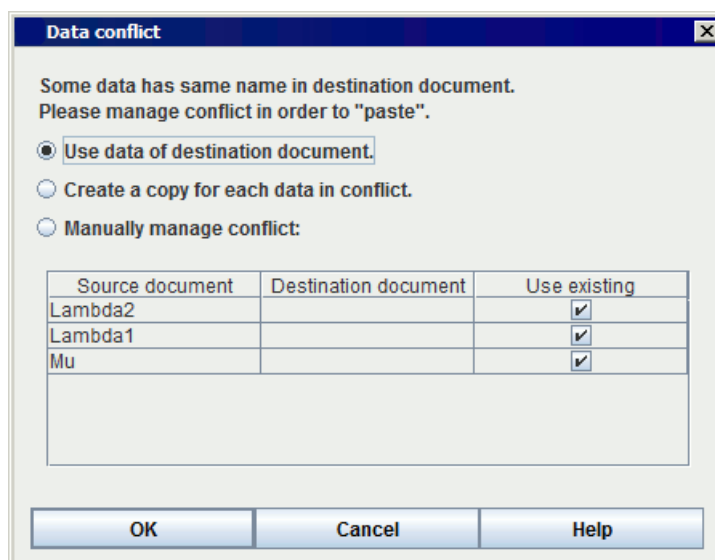 Data conflict
Some data has same name in destination document.
Please manage conflict in order to "paste".
Use data of destination document.
Create a copy for each data in conflict.
Manually manage conflict:
Source document Destination document Use existing
Lambda2
Lambda1
Mu
OK Cancel Help